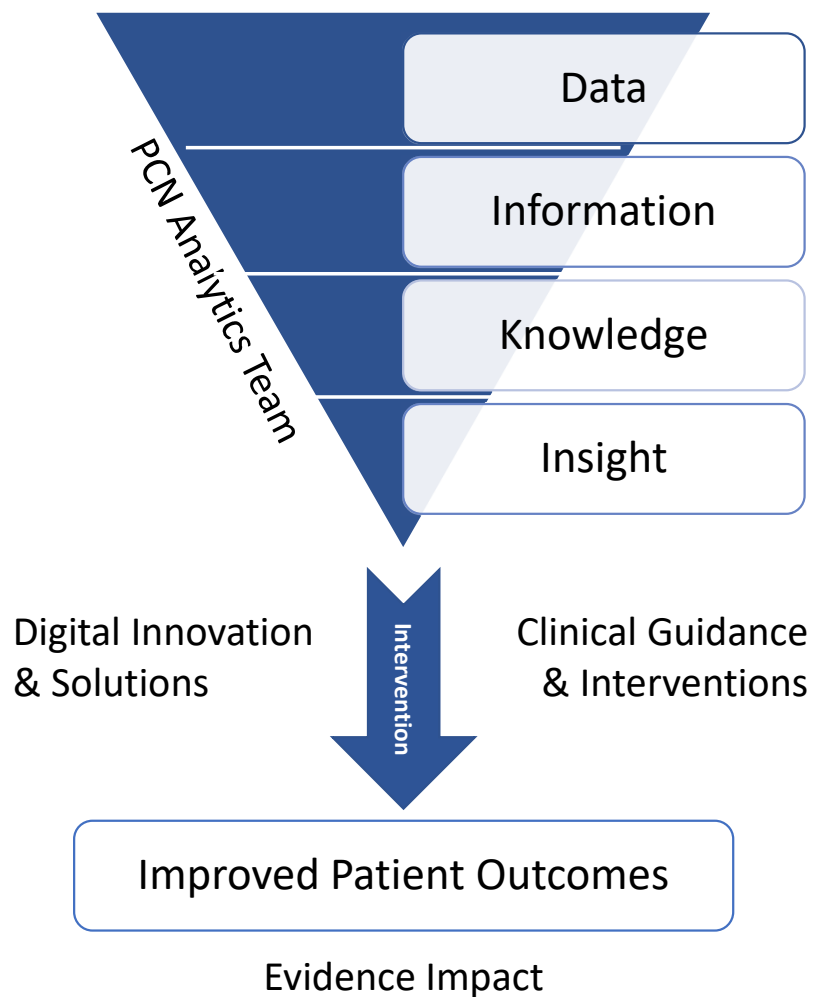 Data
Information
Knowledge
Insight
PCN Analytics Team
Digital Innovation
& Solutions
Intervention
Clinical Guidance
& Interventions
Improved Patient Outcomes
Evidence Impact